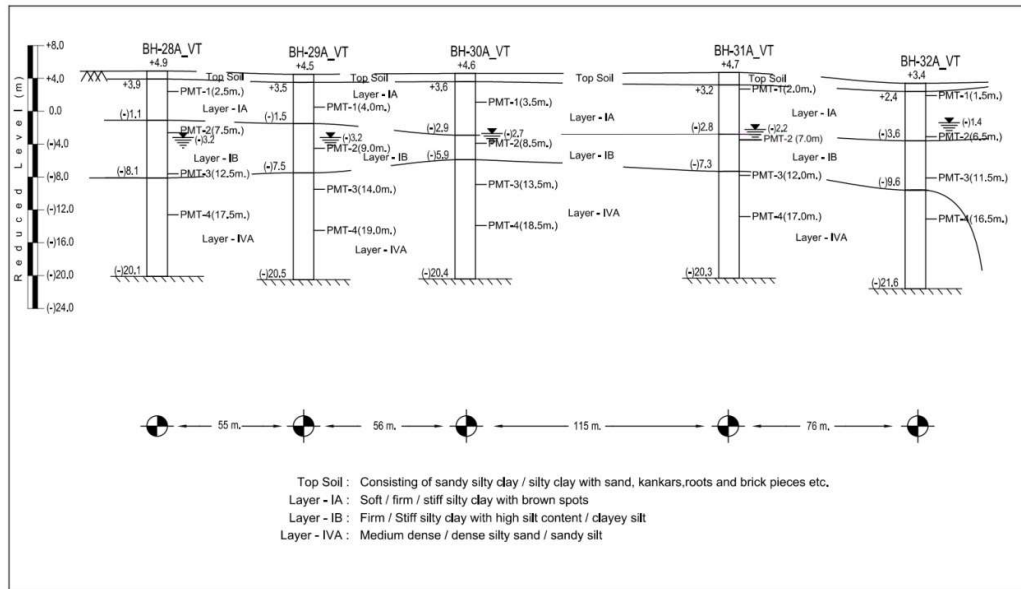 BH-28A_VT
+4.9
BH-29A_VT
+4.5
BH-30A_VT
+4.6
BH-31A_VT
+4.7
BH-32A_VT
+3.4
Reduced Level (m)
+8.0
+4.0
0.0
(-)4.0
(-)8.0
(-)12.0
(-)16.0
(-)20.0
(-)24.0
+3.9
(-)1.1
(-)8.1
(-)20.1
PMT-1(2.5m.)
PMT-2(7.5m.)
(-)3.2
PMT-3(12.5m.)
PMT-4(17.5m.)
Top Soil
Layer - IA
Layer - IB
Layer - IVA
+3.5
(-)1.5
(-)7.5
(-)20.5
PMT-1(4.0m.)
(-)3.2
PMT-2(9.0m.)
PMT-3(14.0m.)
PMT-4(19.0m.)
Top Soil
Layer - IA
Layer - IB
Layer - IVA
+3.6
(-)2.9
(-)5.9
(-)20.4
PMT-1(3.5m.)
(-)2.7
PMT-2(8.5m.)
PMT-3(13.5m.)
PMT-4(18.5m.)
Top Soil
Layer - IA
Layer - IB
Layer - IVA
+3.2
(-)2.8
(-)7.3
(-)20.3
PMT-1(2.0m.)
(-)2.2
PMT-2 (7.0m)
PMT-3(12.0m.)
PMT-4(17.0m.)
Top Soil
Layer - IA
Layer - IB
Layer - IVA
+2.4
(-)3.6
(-)9.6
(-)21.6
PMT-1(1.5m.)
(-)1.4
PMT-2(6.5m.)
PMT-3(11.5m.)
PMT-4(16.5m.)
55 m.
56 m.
115 m.
76 m.
Top Soil : Consisting of sandy silty clay / silty clay with sand, kankars,roots and brick pieces etc.
Layer - IA : Soft / firm / stiff silty clay with brown spots
Layer - IB : Firm / Stiff silty clay with high silt content / clayey silt
Layer - IVA : Medium dense / dense silty sand / sandy silt